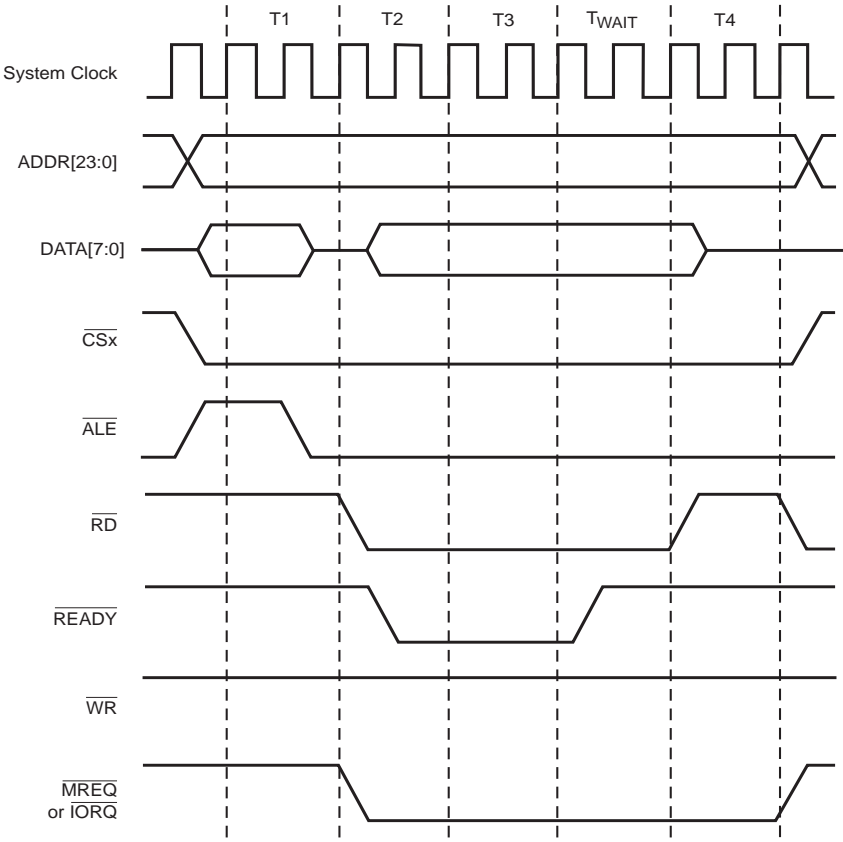 T1 T2 T3 TWAIT T4
System Clock
ADDR[23:0]
DATA[7:0]
CSx
ALE
RD
READY
WR
MREQ
or IORQ